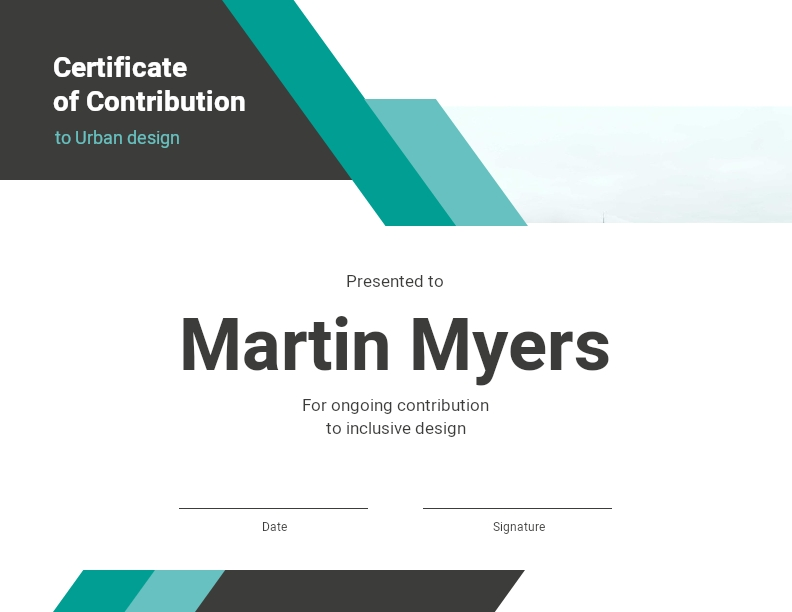 Certificate
of Contribution
to Urban design
Presented to
Martin Myers
For ongoing contribution
to inclusive design
Date
Signature